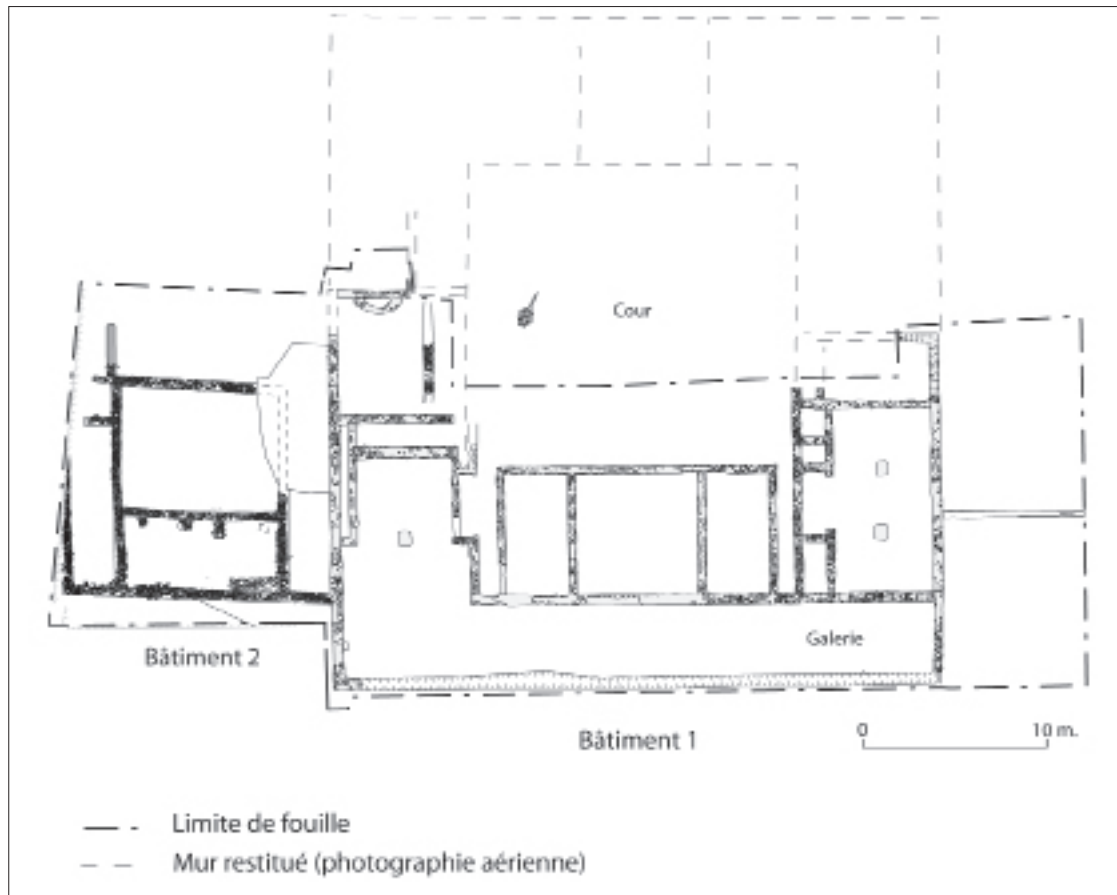 Cour
Galerie
Bâtiment 2
Bâtiment 1
0 10 m.
Limite de fouille
Mur restitué (photographie aérienne)